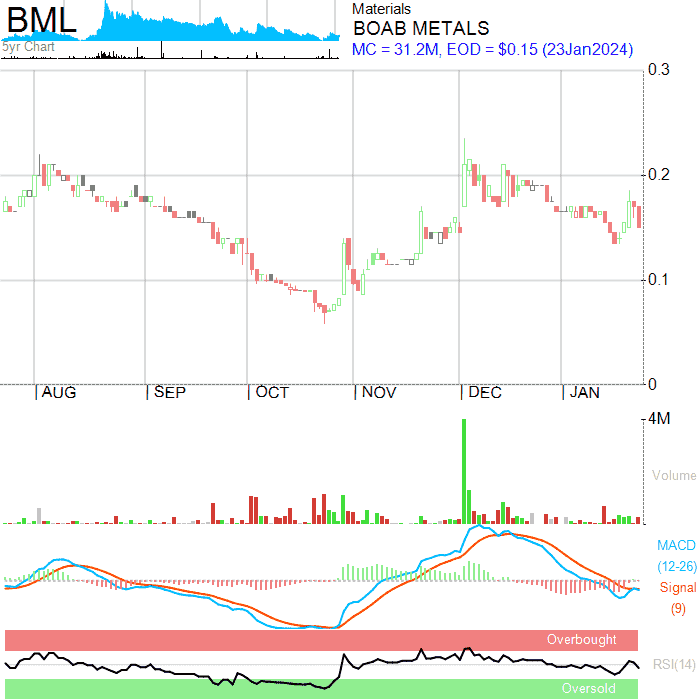 BML
5yr Chart
Materials
BOAB METALS
MC = 31.2M, EOD = $0.15 (23Jan2024)
0.3
0.2
0.1
0
AUG SEP OCT NOV DEC JAN
4M
Volume
MACD
(12-26)
Signal
(9)
Overbought
RSI(14)
Oversold